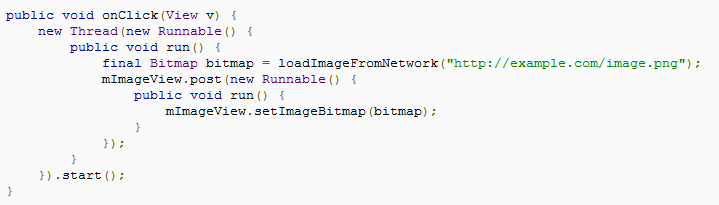 public void onClick(View v) {
    new Thread(new Runnable() {
        public void run() {
            final Bitmap bitmap = loadImageFromNetwork("http://example.com/image.png");
            mImageView.post(new Runnable() {
                public void run() {
                    mImageView.setImageBitmap(bitmap);
                }
            });
        }
    }).start();
}